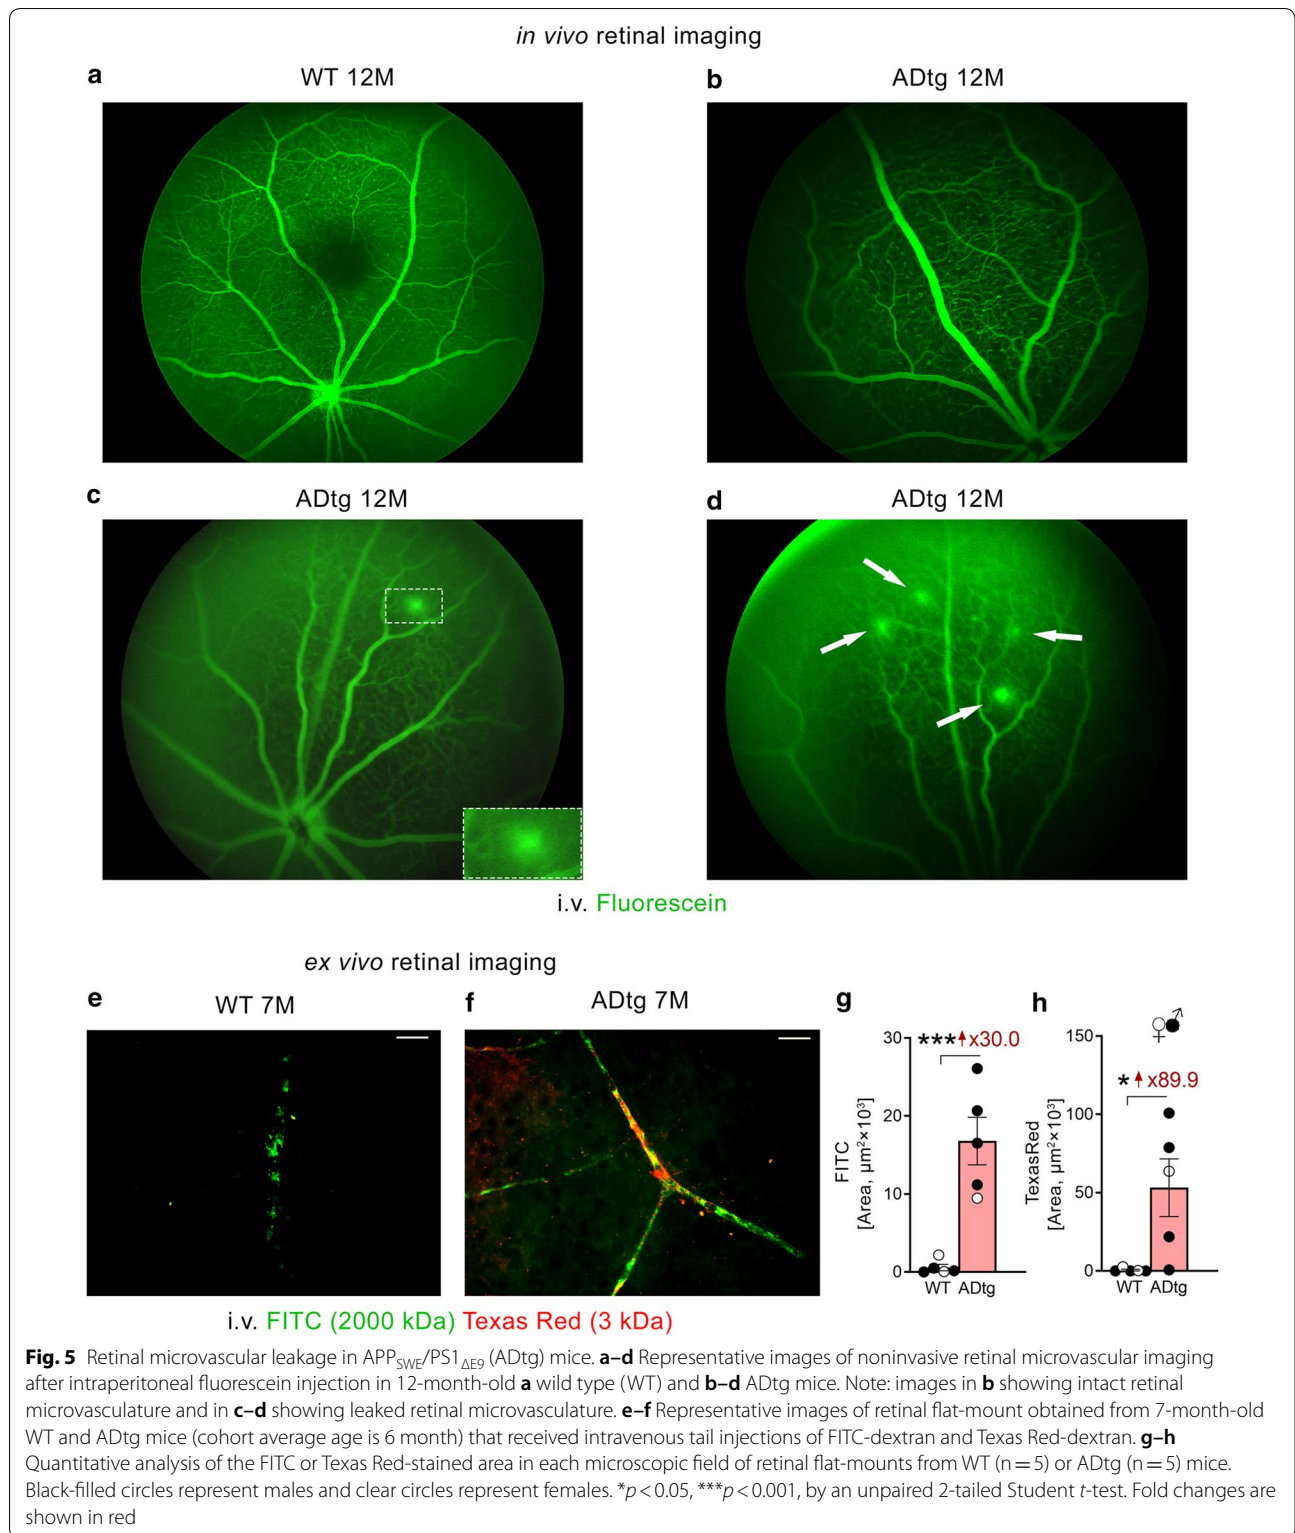 in vivo retinal imaging
a
WT 12M
b
ADtg 12M
c
ADtg 12M
d
ADtg 12M
i.v. Fluorescein
ex vivo retinal imaging
e
WT 7M
f
ADtg 7M
i.v. FITC (2000 kDa) Texas Red (3 kDa)
g
FITC
[Area, µm²×10³]
30
20
10
0
***↑x30.0
WT ADtg
h
♀♂
TexasRed
[Area, µm²×10³]
150
100
50
0
*↑x89.9
WT ADtg
Fig. 5 Retinal microvascular leakage in APPSWE/PS1ΔE9 (ADtg) mice. a–d Representative images of noninvasive retinal microvascular imaging
after intraperitoneal fluorescein injection in 12-month-old a wild type (WT) and b–d ADtg mice. Note: images in b showing intact retinal
microvasculature and in c–d showing leaked retinal microvasculature. e–f Representative images of retinal flat-mount obtained from 7-month-old
WT and ADtg mice (cohort average age is 6 month) that received intravenous tail injections of FITC-dextran and Texas Red-dextran. g–h
Quantitative analysis of the FITC or Texas Red-stained area in each microscopic field of retinal flat-mounts from WT (n = 5) or ADtg (n = 5) mice.
Black-filled circles represent males and clear circles represent females. *p < 0.05, ***p < 0.001, by an unpaired 2-tailed Student t-test. Fold changes are
shown in red